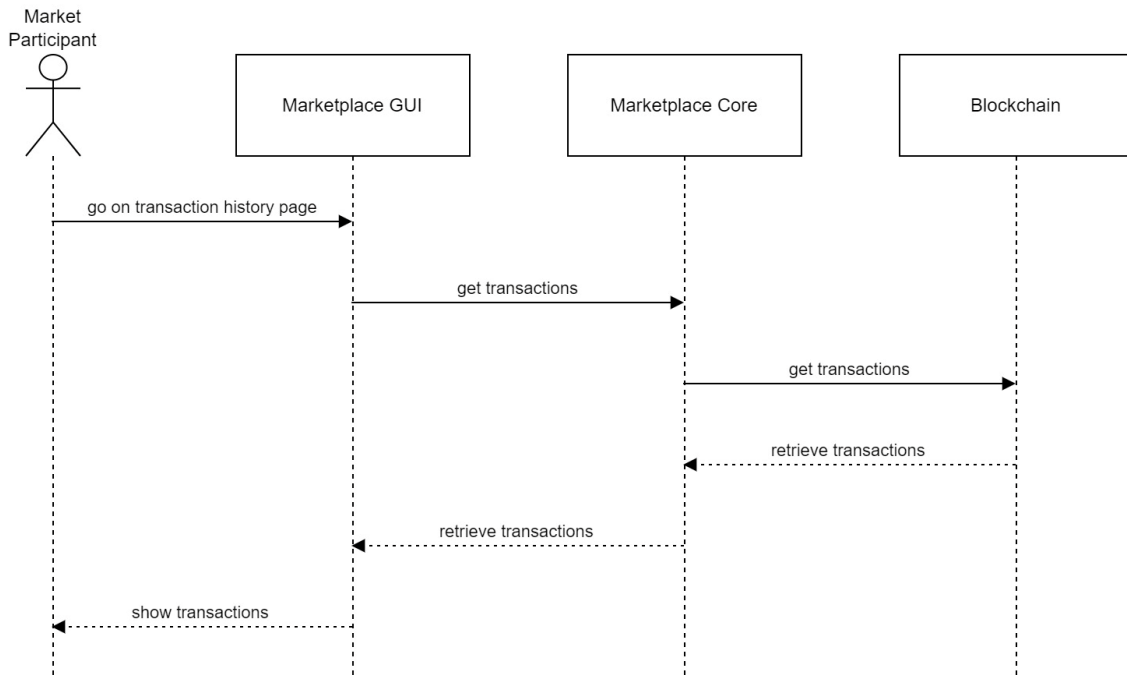 Market
Participant
Marketplace GUI
Marketplace Core
Blockchain
go on transaction history page
get transactions
get transactions
retrieve transactions
retrieve transactions
show transactions